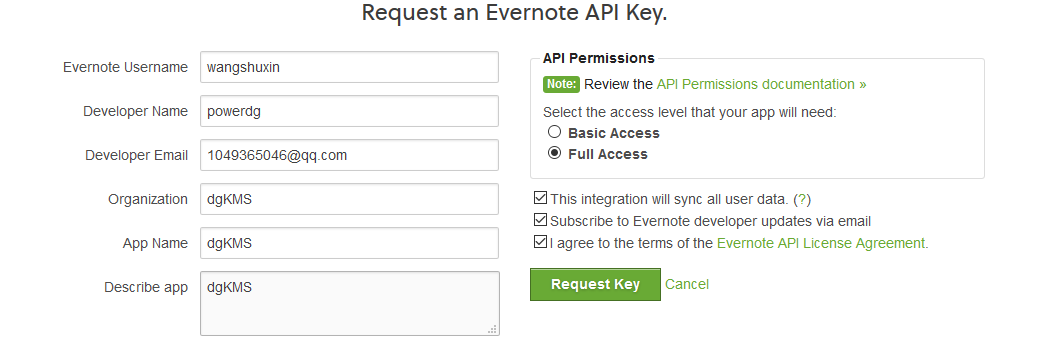 Request an Evernote API Key.
Evernote Username wangshuxin
Developer Name powerdg
Developer Email 1049365046@qq.com
Organization dgKMS
App Name dgKMS
Describe app dgKMS
API Permissions
Note: Review the API Permissions documentation »
Select the access level that your app will need:
Basic Access
Full Access
This integration will sync all user data. (?)
Subscribe to Evernote developer updates via email
I agree to the terms of the Evernote API License Agreement.
Request Key Cancel